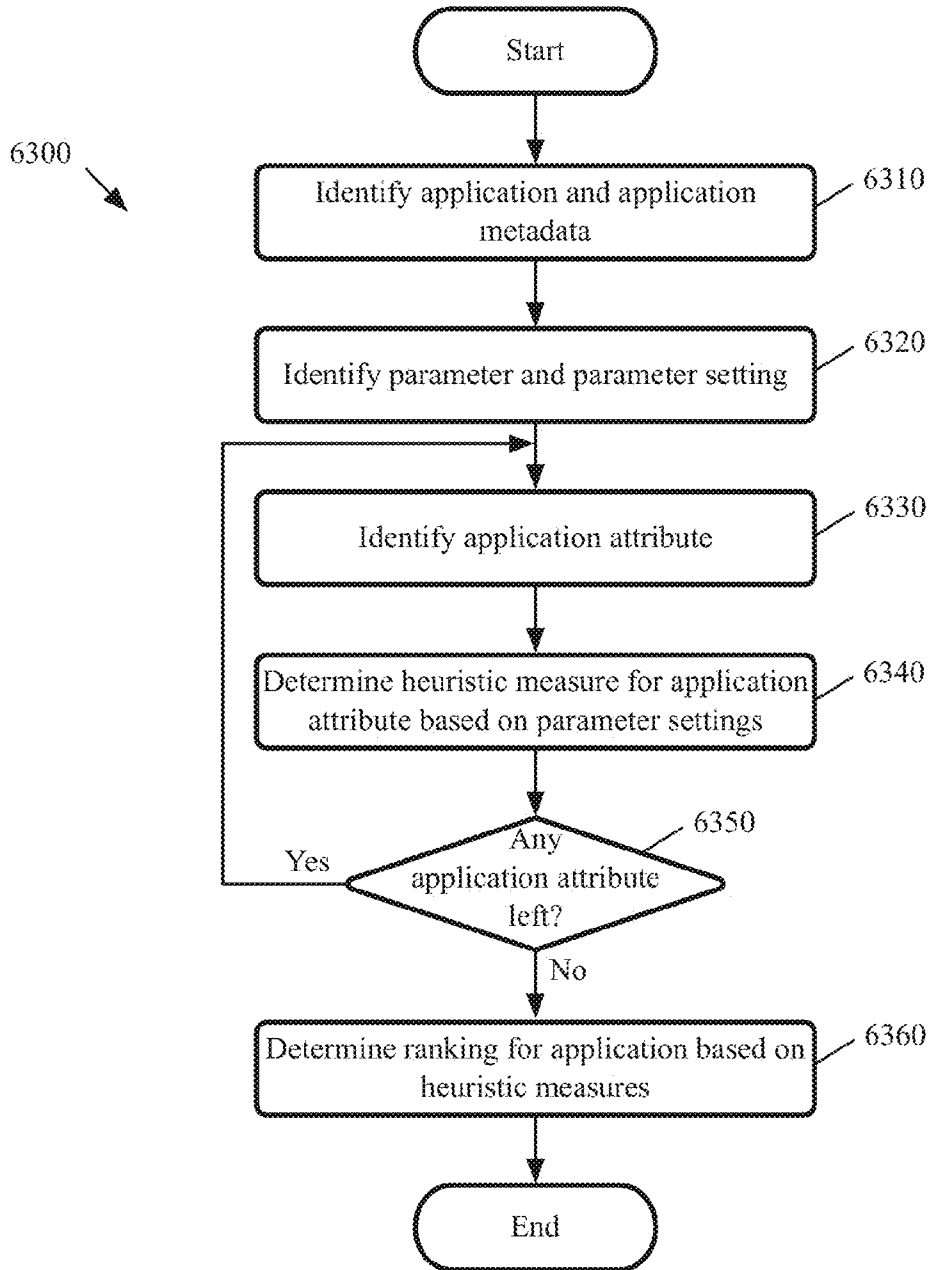 Start
6300
6310
Identify application and application
metadata
6320
Identify parameter and parameter setting
6330
Identify application attribute
6340
Determine heuristic measure for application
attribute based on parameter settings
6350
Any
application attribute
left?
Yes
No
6360
Determine ranking for application based on
heuristic measures
End